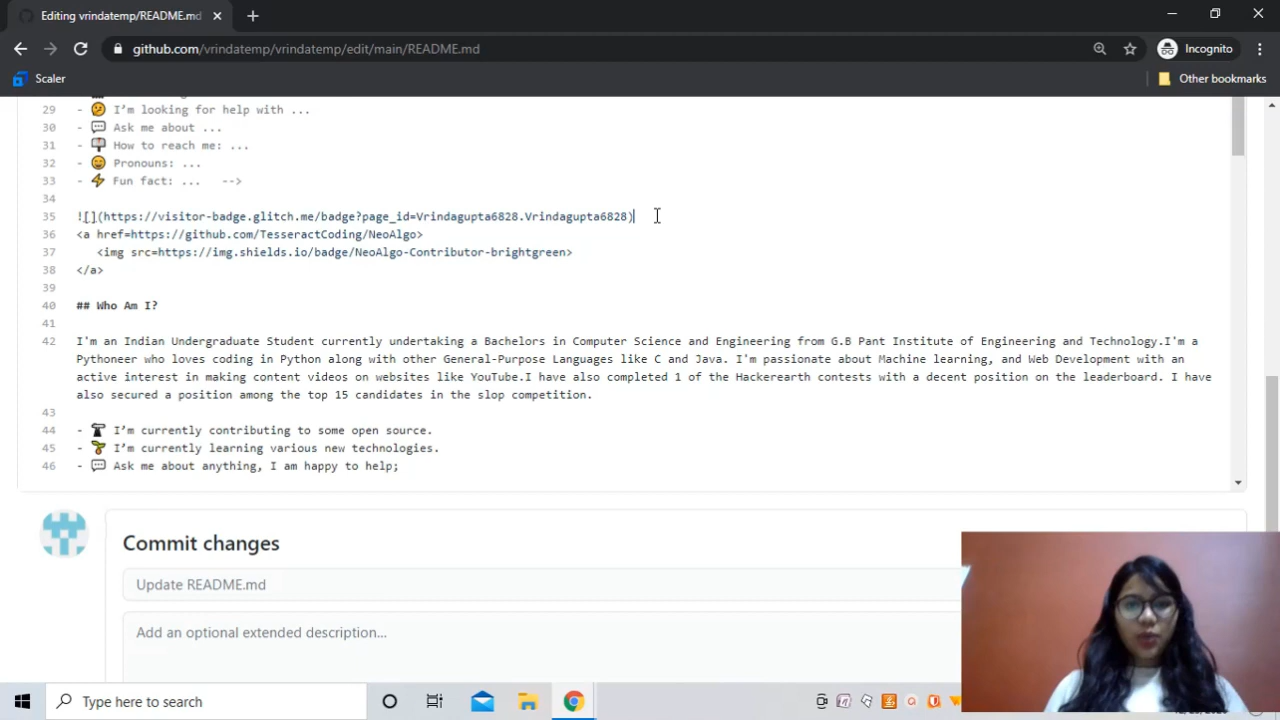 Editing vrindatemp/README.md
github.com/vrindatemp/vrindatemp/edit/main/README.md
Incognito
Scaler
Other bookmarks
29 - 🤔 I’m looking for help with ...
30 - 💬 Ask me about ...
31 - 📫 How to reach me: ...
32 - 😄 Pronouns: ...
33 - ⚡ Fun fact: ... -->
34
35 ![](https://visitor-badge.glitch.me/badge?page_id=Vrindagupta6828.Vrindagupta6828)
36 <a href=https://github.com/TesseractCoding/NeoAlgo>
37 <img src=https://img.shields.io/badge/NeoAlgo-Contributor-brightgreen>
38 </a>
39
40 ## Who Am I?
41
42 I'm an Indian Undergraduate Student currently undertaking a Bachelors in Computer Science and Engineering from G.B Pant Institute of Engineering and Technology.I'm a
Pythoneer who loves coding in Python along with other General-Purpose Languages like C and Java. I'm passionate about Machine learning, and Web Development with an
active interest in making content videos on websites like YouTube.I have also completed 1 of the Hackerearth contests with a decent position on the leaderboard. I have
also secured a position among the top 15 candidates in the slop competition.
43
44 - 🔭 I’m currently contributing to some open source.
45 - 🌱 I’m currently learning various new technologies.
46 - 💬 Ask me about anything, I am happy to help;
Commit changes
Update README.md
Add an optional extended description...
Type here to search